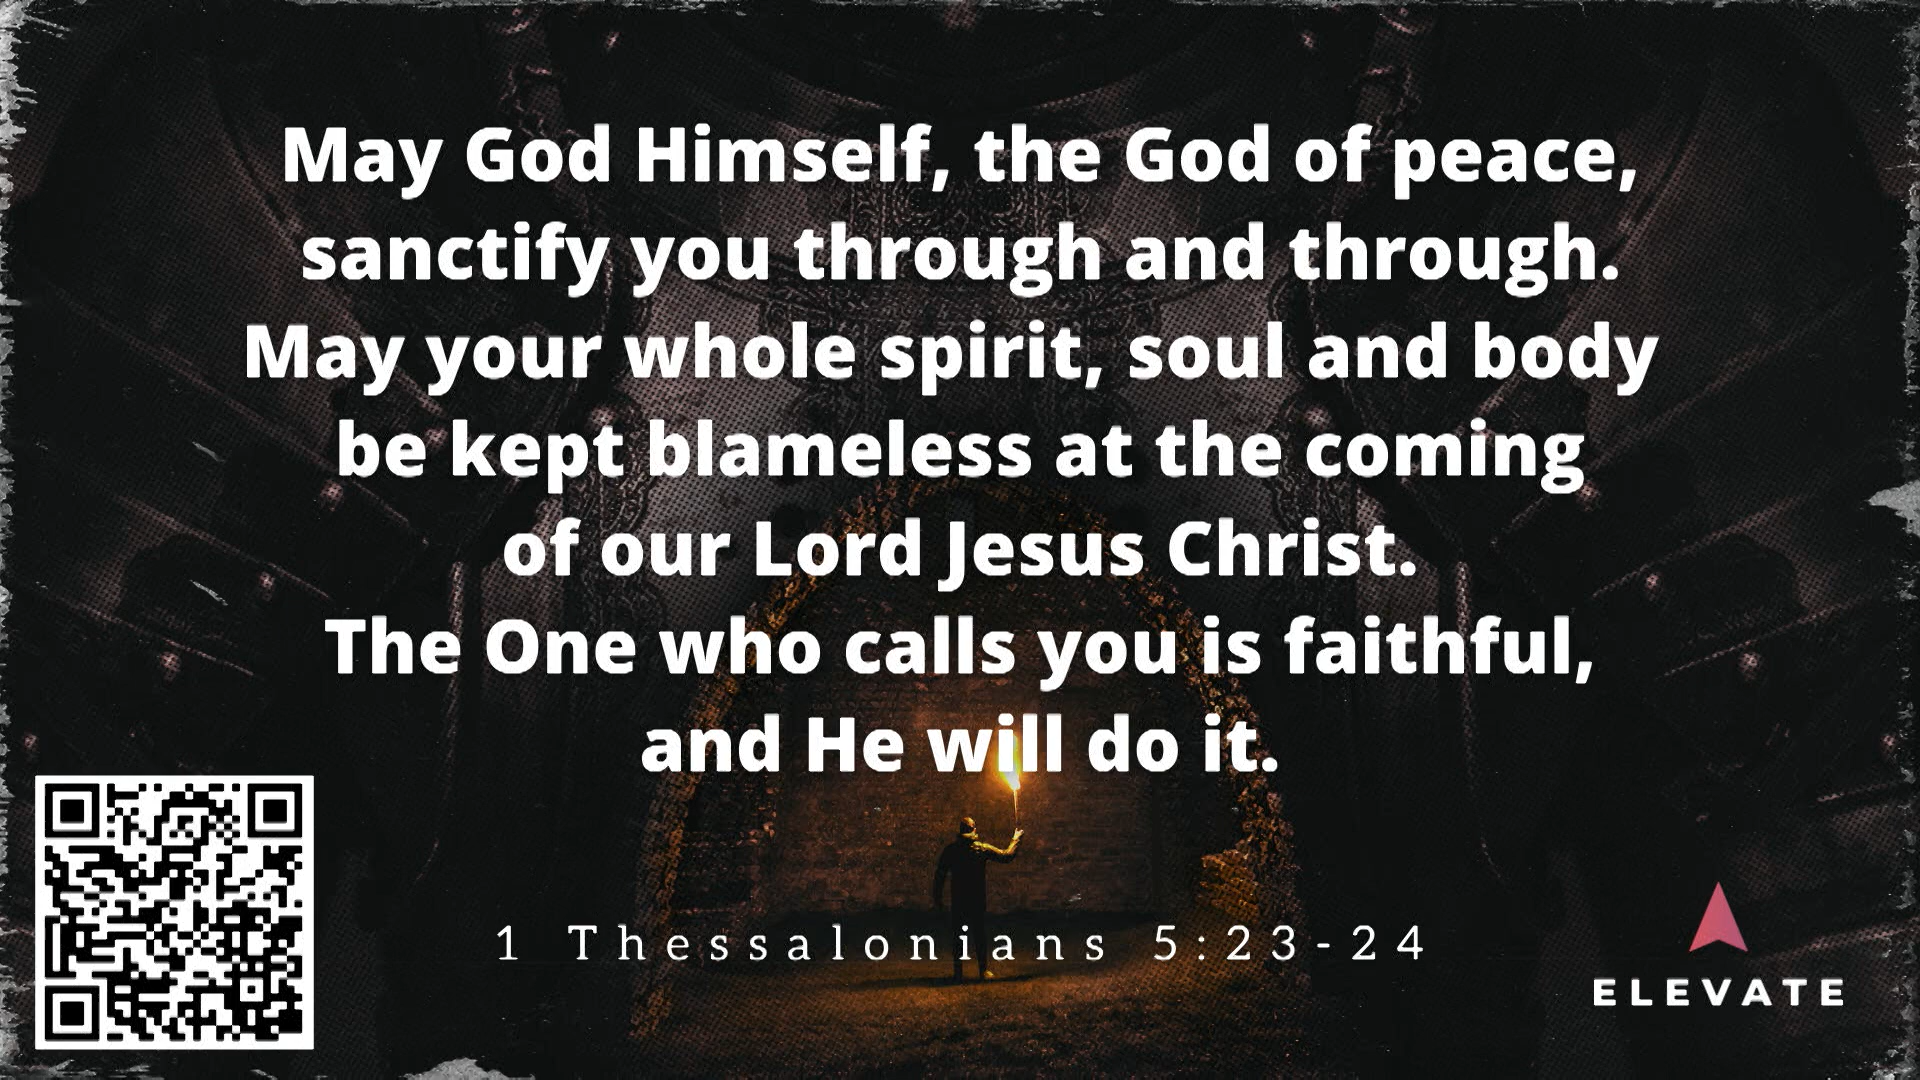 May God Himself, the God of peace,
sanctify you through and through.
May your whole spirit, soul and body
be kept blameless at the coming
of our Lord Jesus Christ.
The One who calls you is faithful,
and He will do it.
1 Thessalonians 5:23-24
ELEVATE